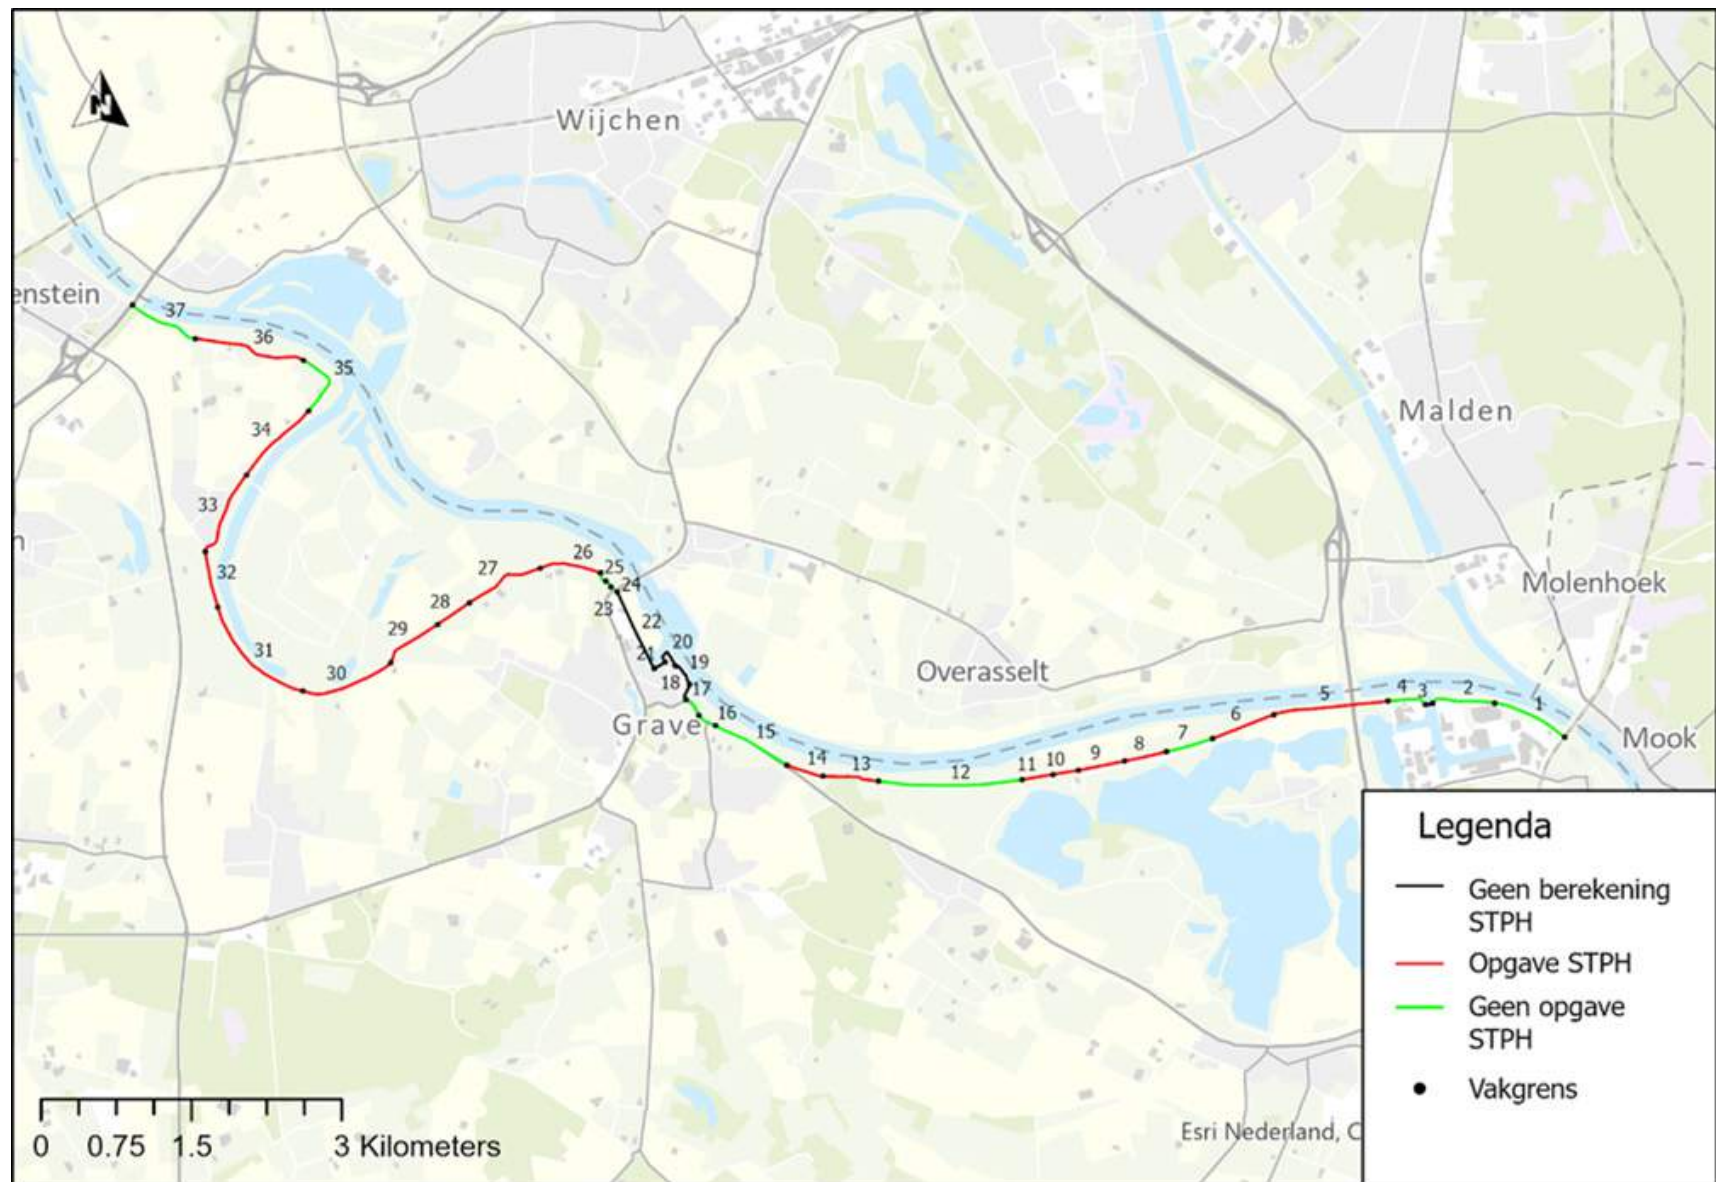 N
Wijchen
enstein
37
36
35
34
33
32
31
30
29
28
27
26
25
24
23
22
21
20
19
18
17
16
15
14
13
12
11
10
9
8
7
6
5
4
3
2
1
Malden
Molenhoek
Overasselt
Grave
Mook
n
Legenda
Geen berekening
STPH
Opgave STPH
Geen opgave
STPH
Vakgrens
0 0.75 1.5 3 Kilometers
Esri Nederland, C